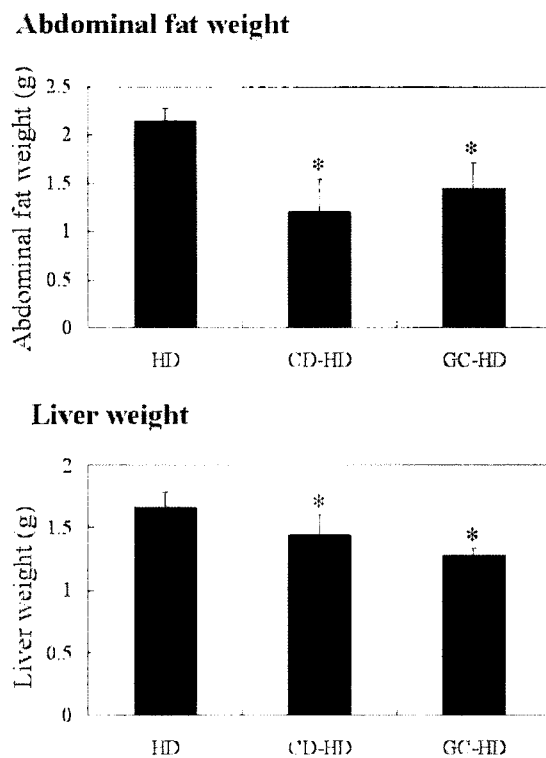 Abdominal fat weight
Abdominal fat weight (g)
2.5
2
1.5
1
0.5
0
*
*
HD
CD-HD
GC-HD
Liver weight
Liver weight (g)
2
1.5
1
0.5
0
*
*
HD
CD-HD
GC-HD